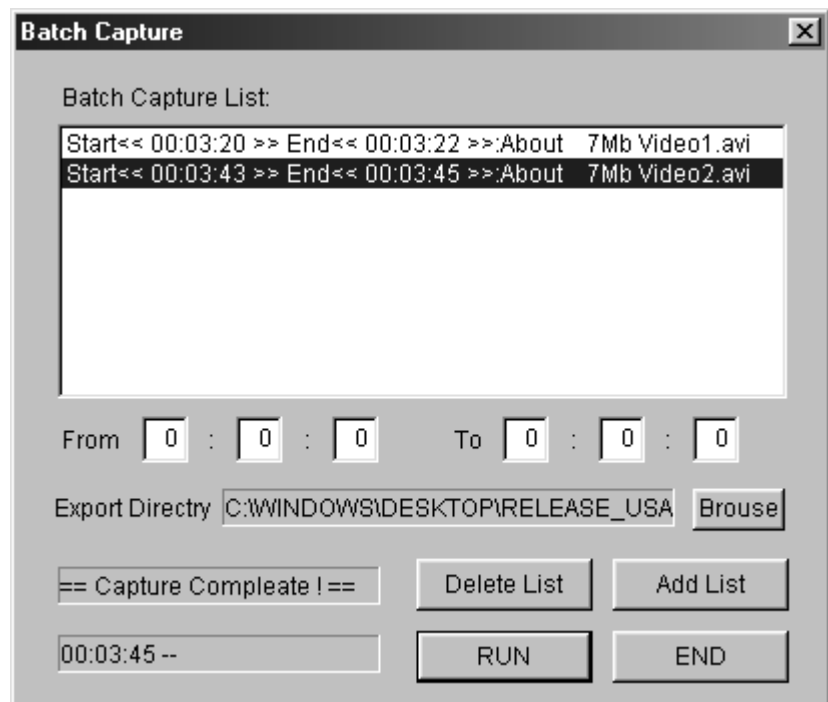 Batch Capture
Batch Capture List:
Start<< 00:03:20 >> End<< 00:03:22 >>:About 7Mb Video1.avi
Start<< 00:03:43 >> End<< 00:03:45 >>:About 7Mb Video2.avi
From 0 : 0 : 0 To 0 : 0 : 0
Export Directry C:\WINDOWS\DESKTOP\RELEASE_USA Brouse
== Capture Compleate ! == Delete List Add List
00:03:45 -- RUN END